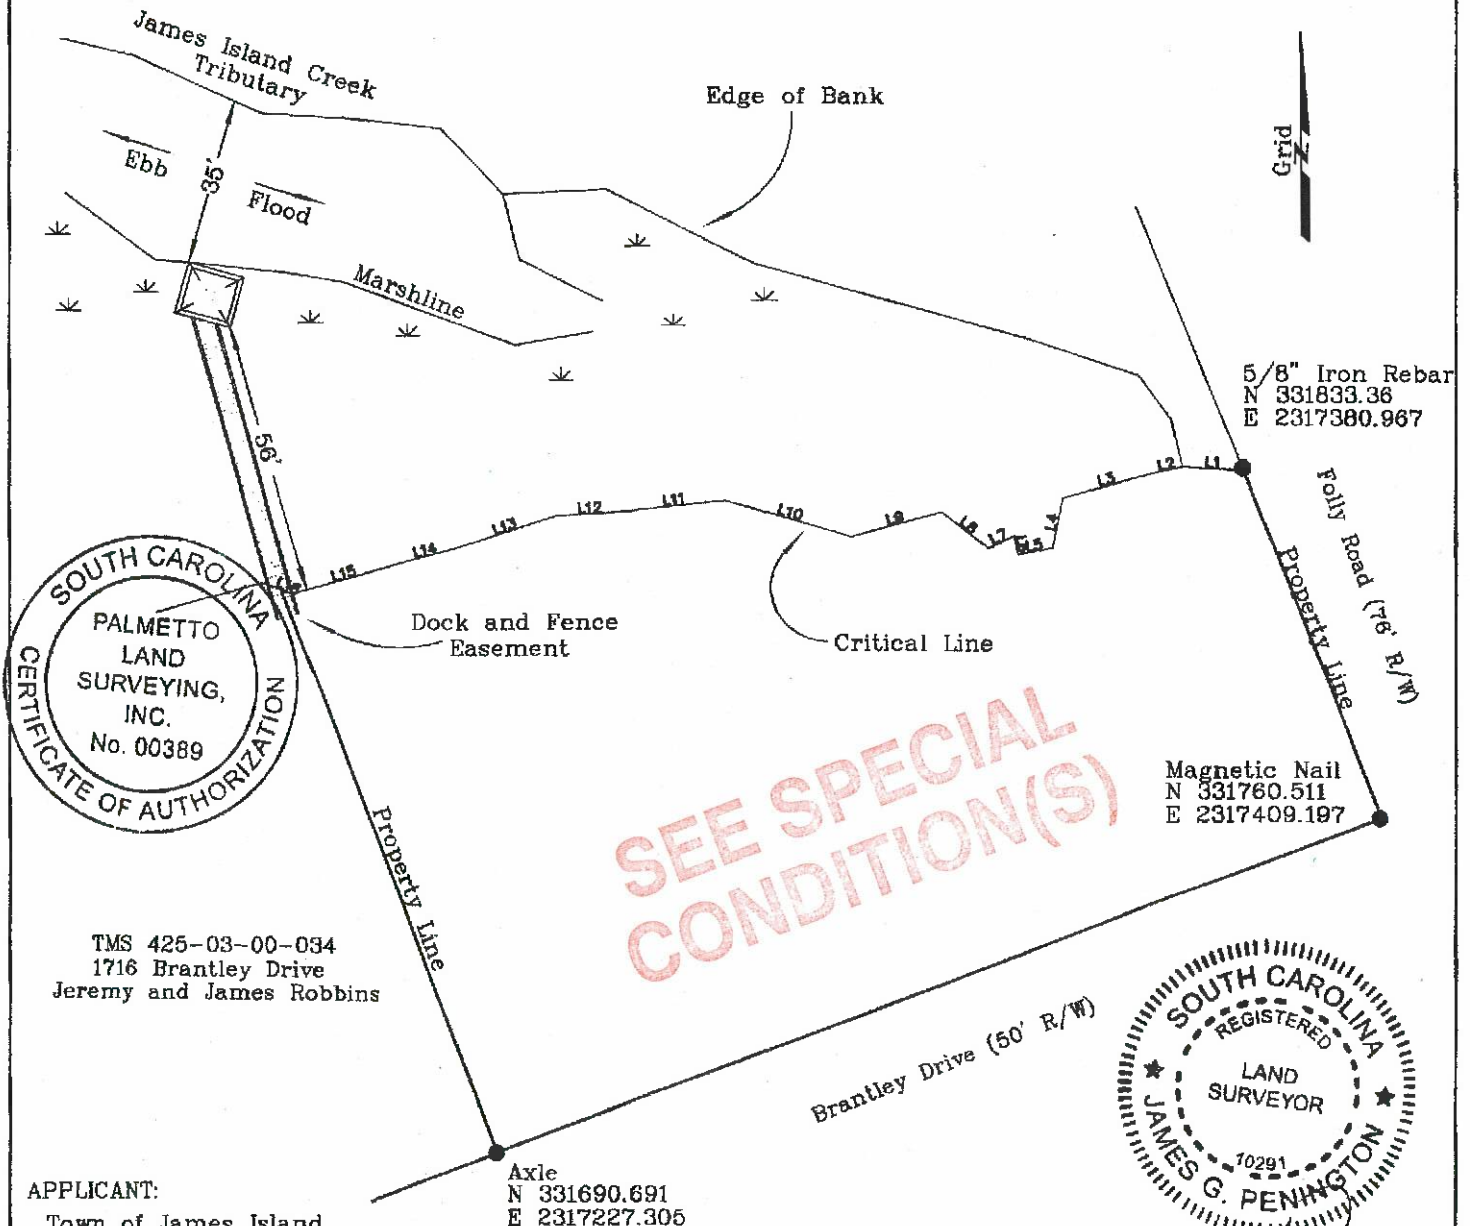 James Island Creek
Tributary
Edge of Bank
Grid
N
Ebb
35'
Flood
Marshline
5/8" Iron Rebar
N 331833.36
E 2317380.967
56'
L1
L2
L3
L4
L5
L7
L8
L9
L10
L11
L12
L13
L14
L15
Folly Road (76' R/W)
Property Line
Dock and Fence
Easement
Critical Line
SOUTH CAROLINA
CERTIFICATE OF AUTHORIZATION
PALMETTO
LAND
SURVEYING,
INC.
No. 00389
SEE SPECIAL
CONDITION(S)
Magnetic Nail
N 331760.511
E 2317409.197
Property Line
TMS 425-03-00-034
1716 Brantley Drive
Jeremy and James Robbins
Brantley Drive (50' R/W)
SOUTH CAROLINA
REGISTERED
LAND
SURVEYOR
10291
JAMES G. PENINGTON
Axle
N 331690.691
E 2317227.305
APPLICANT:
Town of James Island